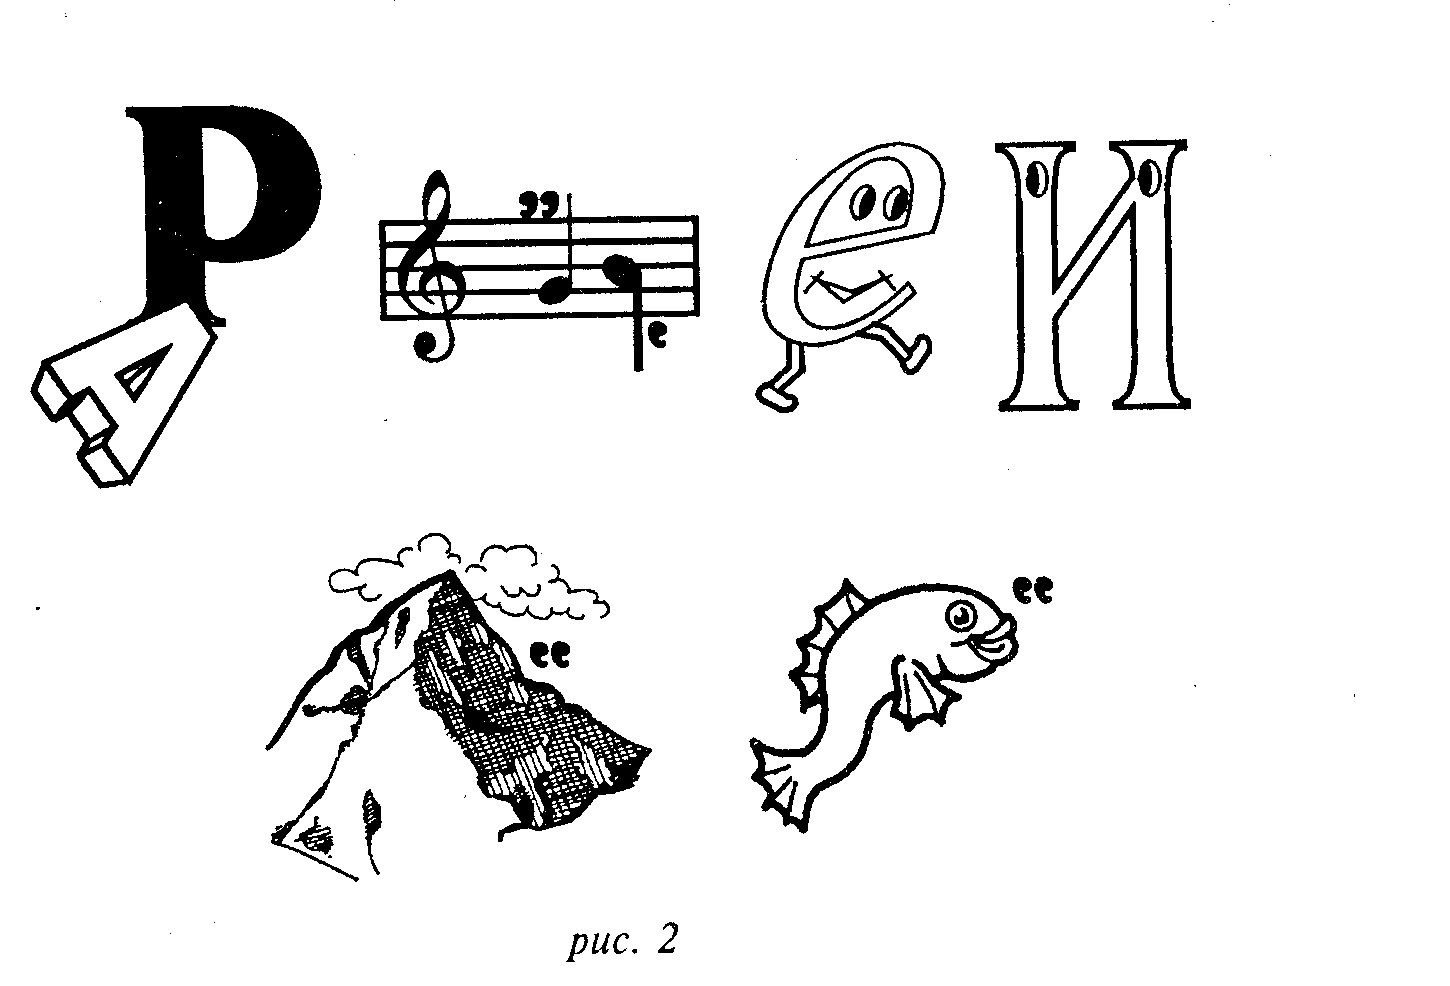 Р А ,, , е И
,, ,,
рис. 2